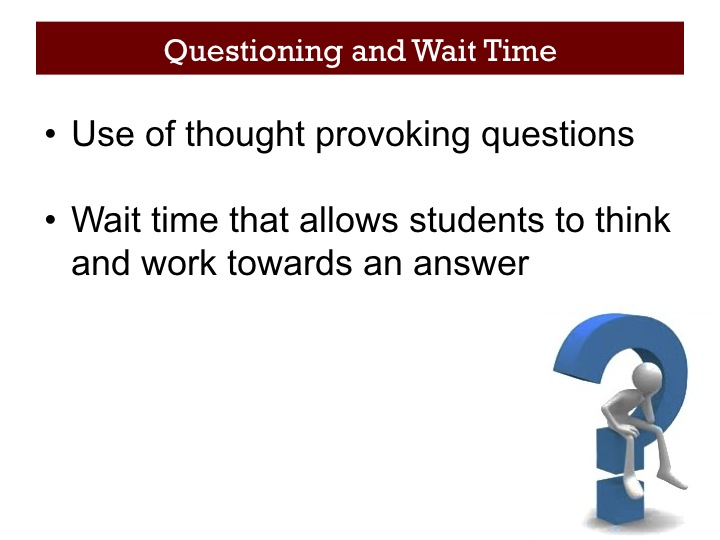 Questioning and Wait Time
• Use of thought provoking questions
• Wait time that allows students to think
and work towards an answer